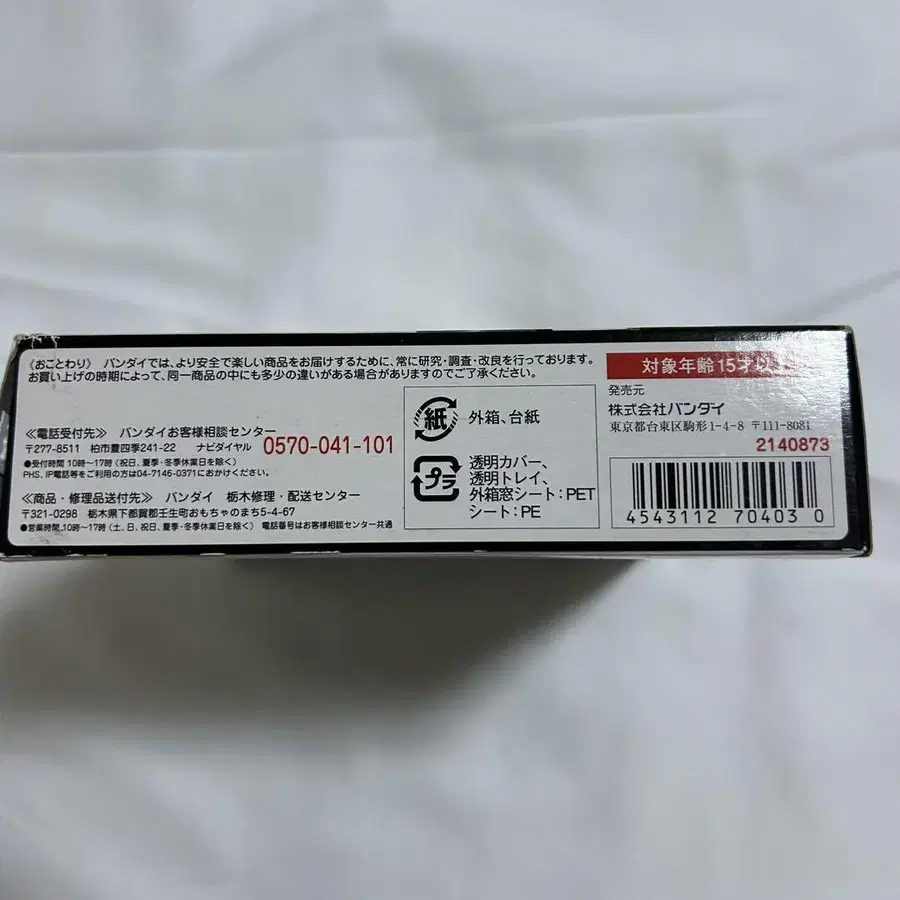 《おことわり》 バンダイでは、より安全で楽しい商品をお届けするために、常に研究・調査・改良を行っております。
お買い上げの時期によって、同一商品の中にも多少の違いがある場合がありますのでご了承ください。
≪電話受付先≫ バンダイお客様相談センター
〒277-8511 柏市豊四季241-22 ナビダイヤル 0570-041-101
●受付時間 10時〜17時 (祝日、夏季・冬季休業日を除く)
PHS、IP電話等をご利用の方は04-7146-0371におかけください。
≪商品・修理品送付先≫ バンダイ 栃木修理・配送センター
〒321-0298 栃木県下都賀郡壬生町おもちゃのまち5-4-67
●営業時間 10時〜17時 (土、日、祝日、夏季・冬季休業日を除く) 電話番号はお客様相談センター共通
紙 外箱、台紙
プラ 透明カバー、
透明トレイ、
外箱窓シート:PET
シート:PE
対象年齢15才以
発売元
株式会社バンダイ
東京都台東区駒形1-4-8 〒111-8081
2140873
4543112 704030